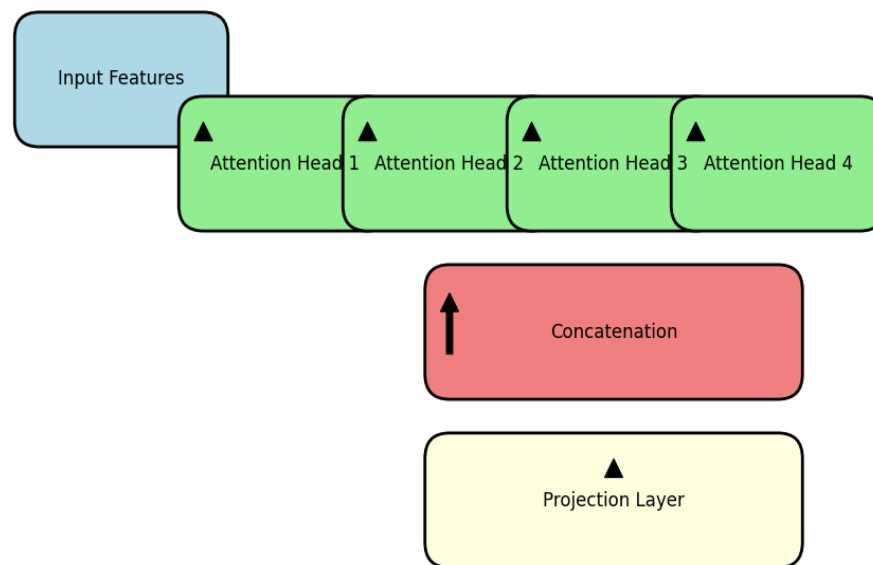 Input Features
Attention Head 1
Attention Head 2
Attention Head 3
Attention Head 4
Concatenation
Projection Layer